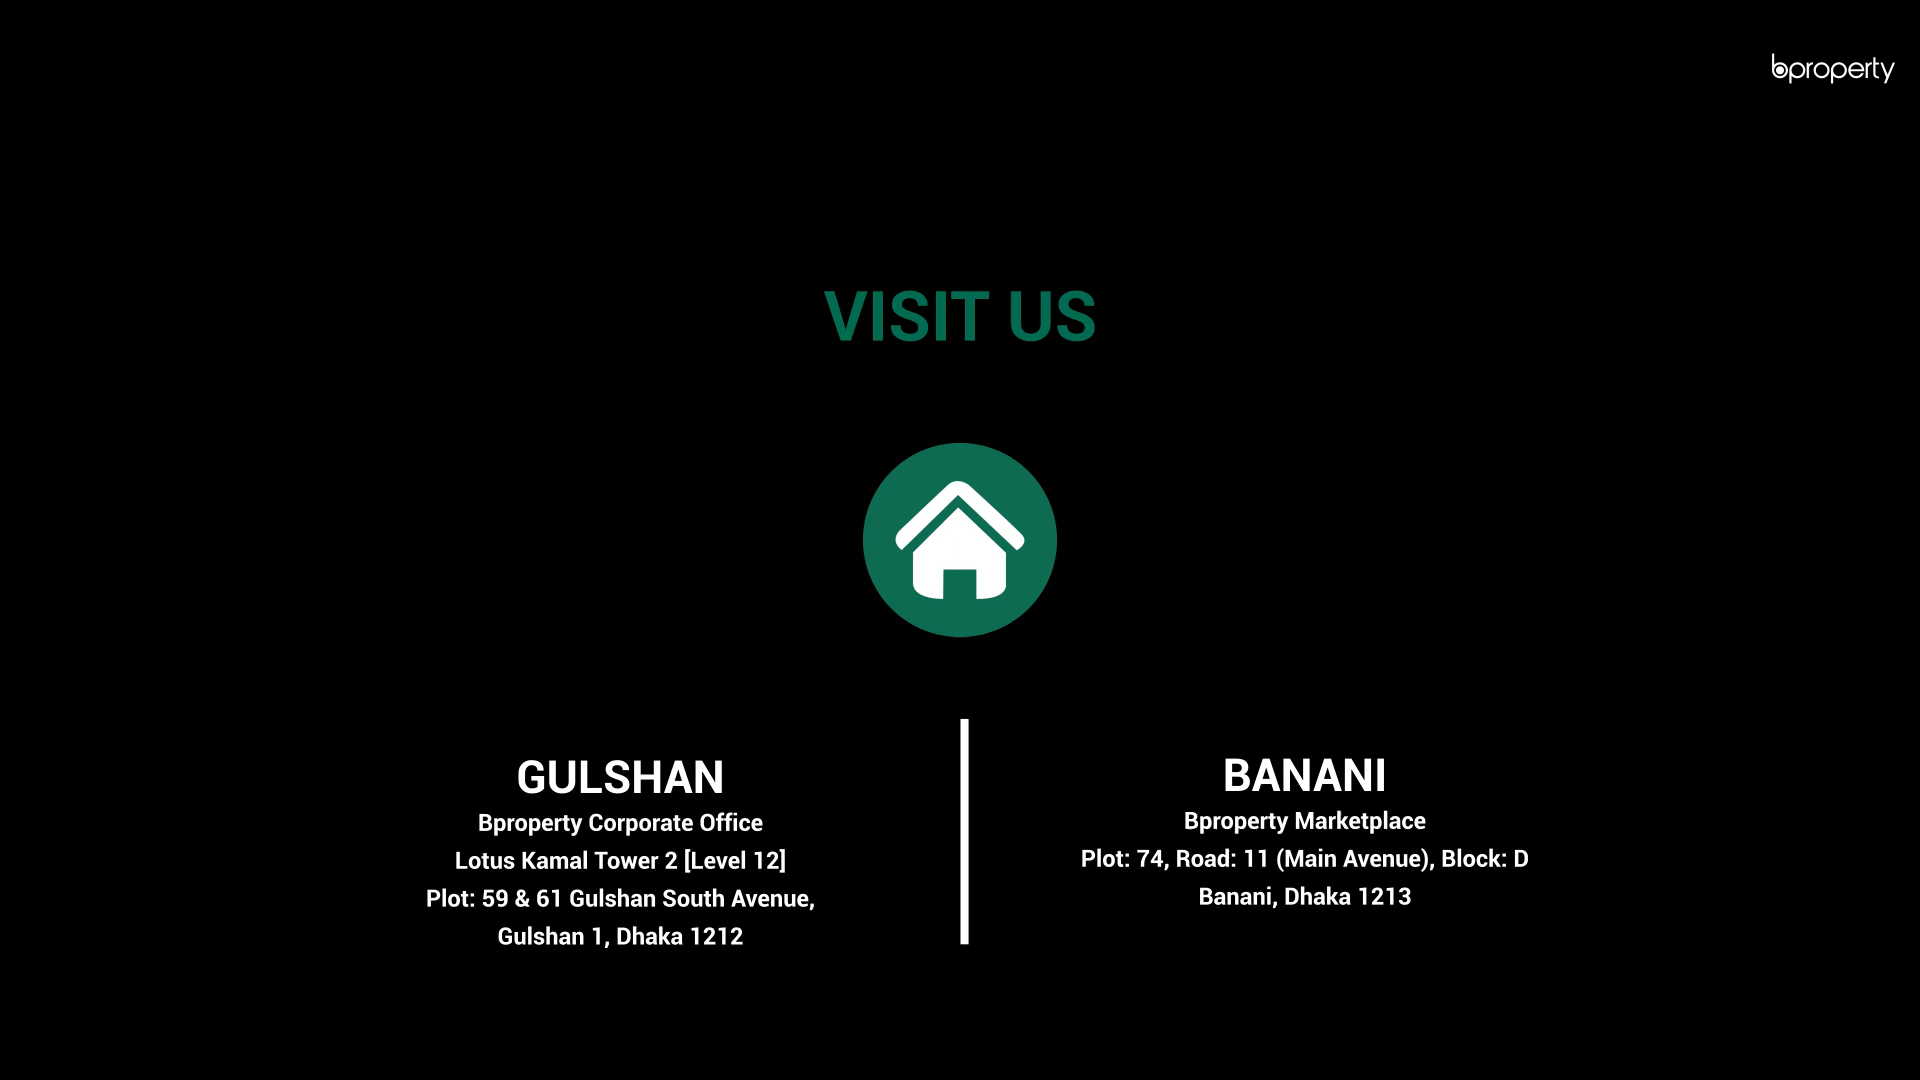 bproperty
VISIT US
GULSHAN
Bproperty Corporate Office
Lotus Kamal Tower 2 [Level 12]
Plot: 59 & 61 Gulshan South Avenue,
Gulshan 1, Dhaka 1212
BANANI
Bproperty Marketplace
Plot: 74, Road: 11 (Main Avenue), Block: D
Banani, Dhaka 1213